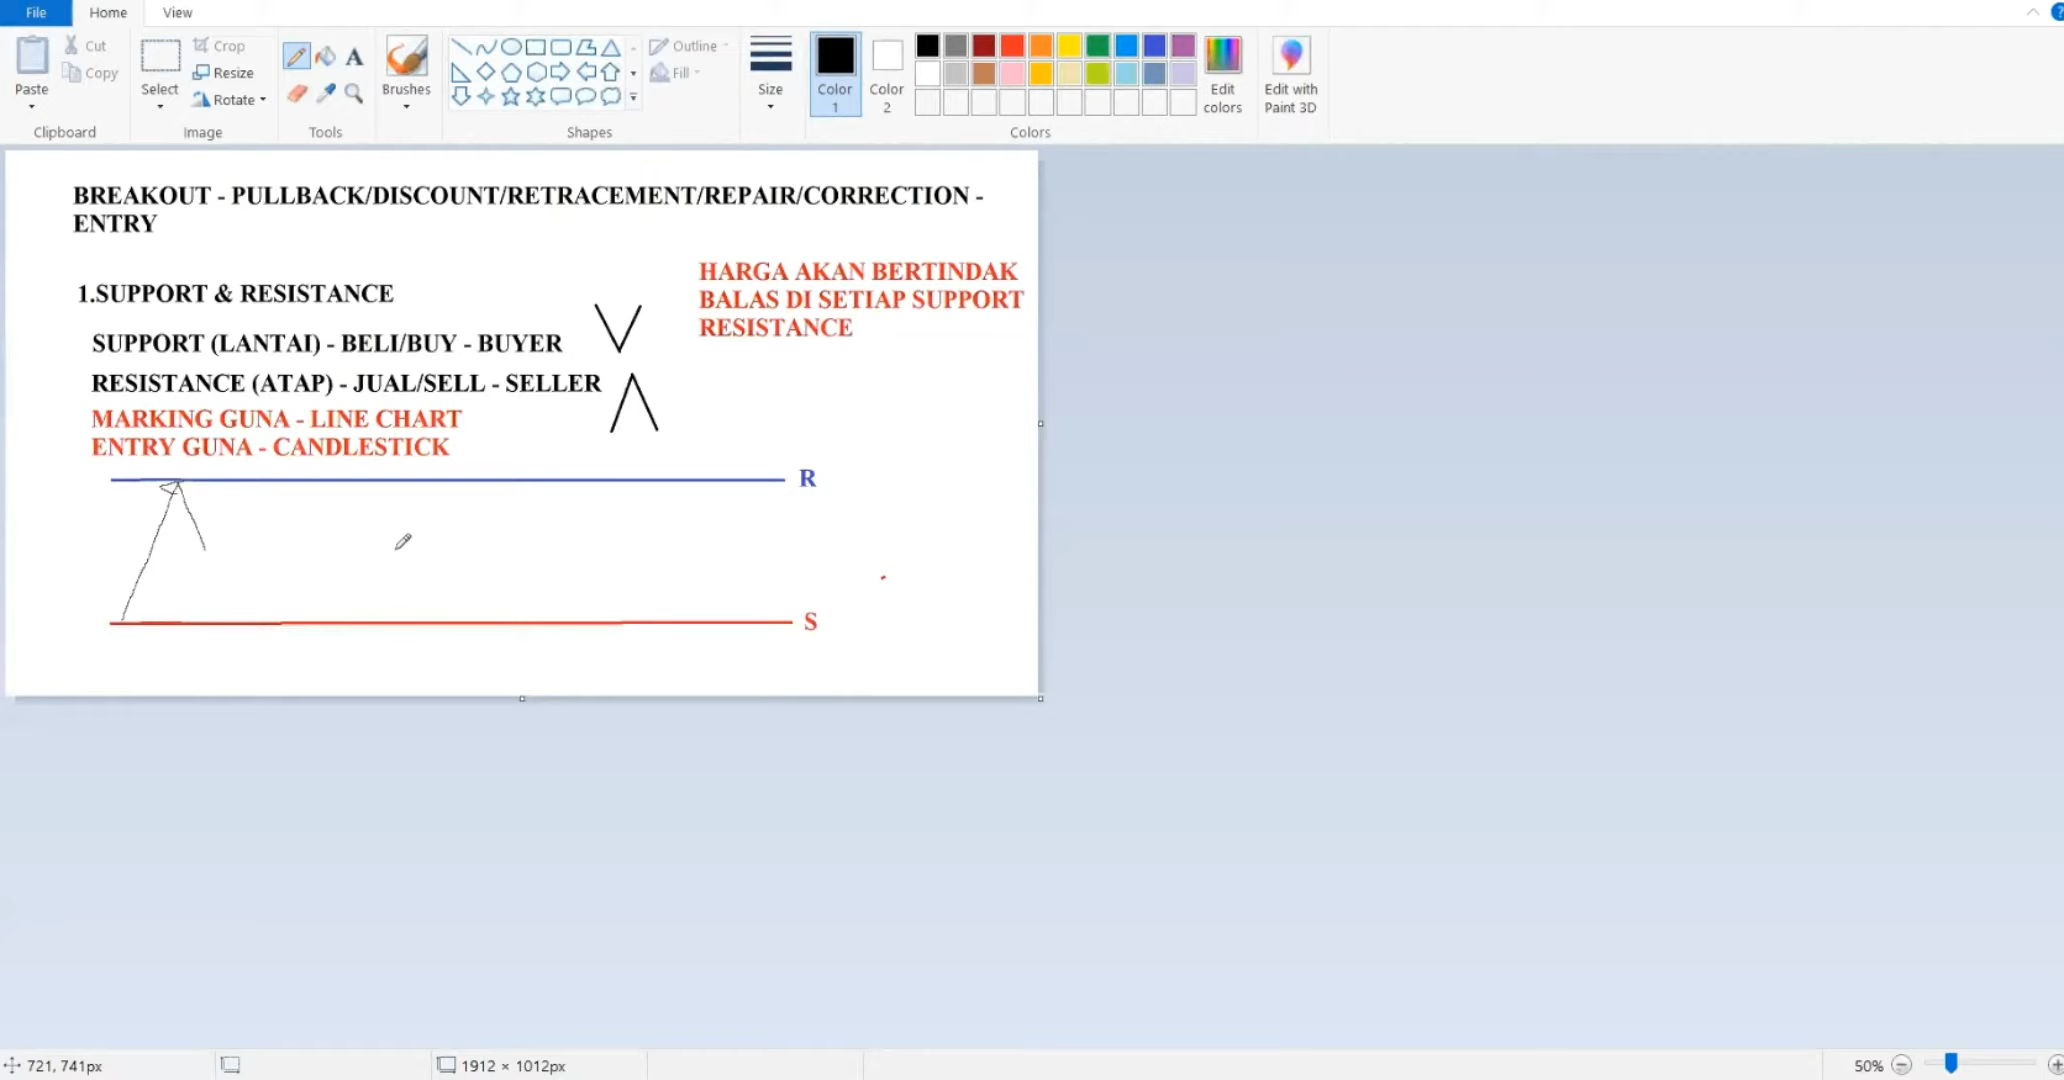 File Home View
Cut
Copy
Paste
Clipboard
Select
Crop
Resize
Rotate
Image
A
Tools
Brushes
Outline
Fill
Shapes
Size
Color
1
Color
2
Edit
colors
Edit with
Paint 3D
Colors
BREAKOUT - PULLBACK/DISCOUNT/RETRACEMENT/REPAIR/CORRECTION -
ENTRY
1.SUPPORT & RESISTANCE
HARGA AKAN BERTINDAK
BALAS DI SETIAP SUPPORT
RESISTANCE
SUPPORT (LANTAI) - BELI/BUY - BUYER
RESISTANCE (ATAP) - JUAL/SELL - SELLER
MARKING GUNA - LINE CHART
ENTRY GUNA - CANDLESTICK
R
S
721, 741px
1912 × 1012px
50%